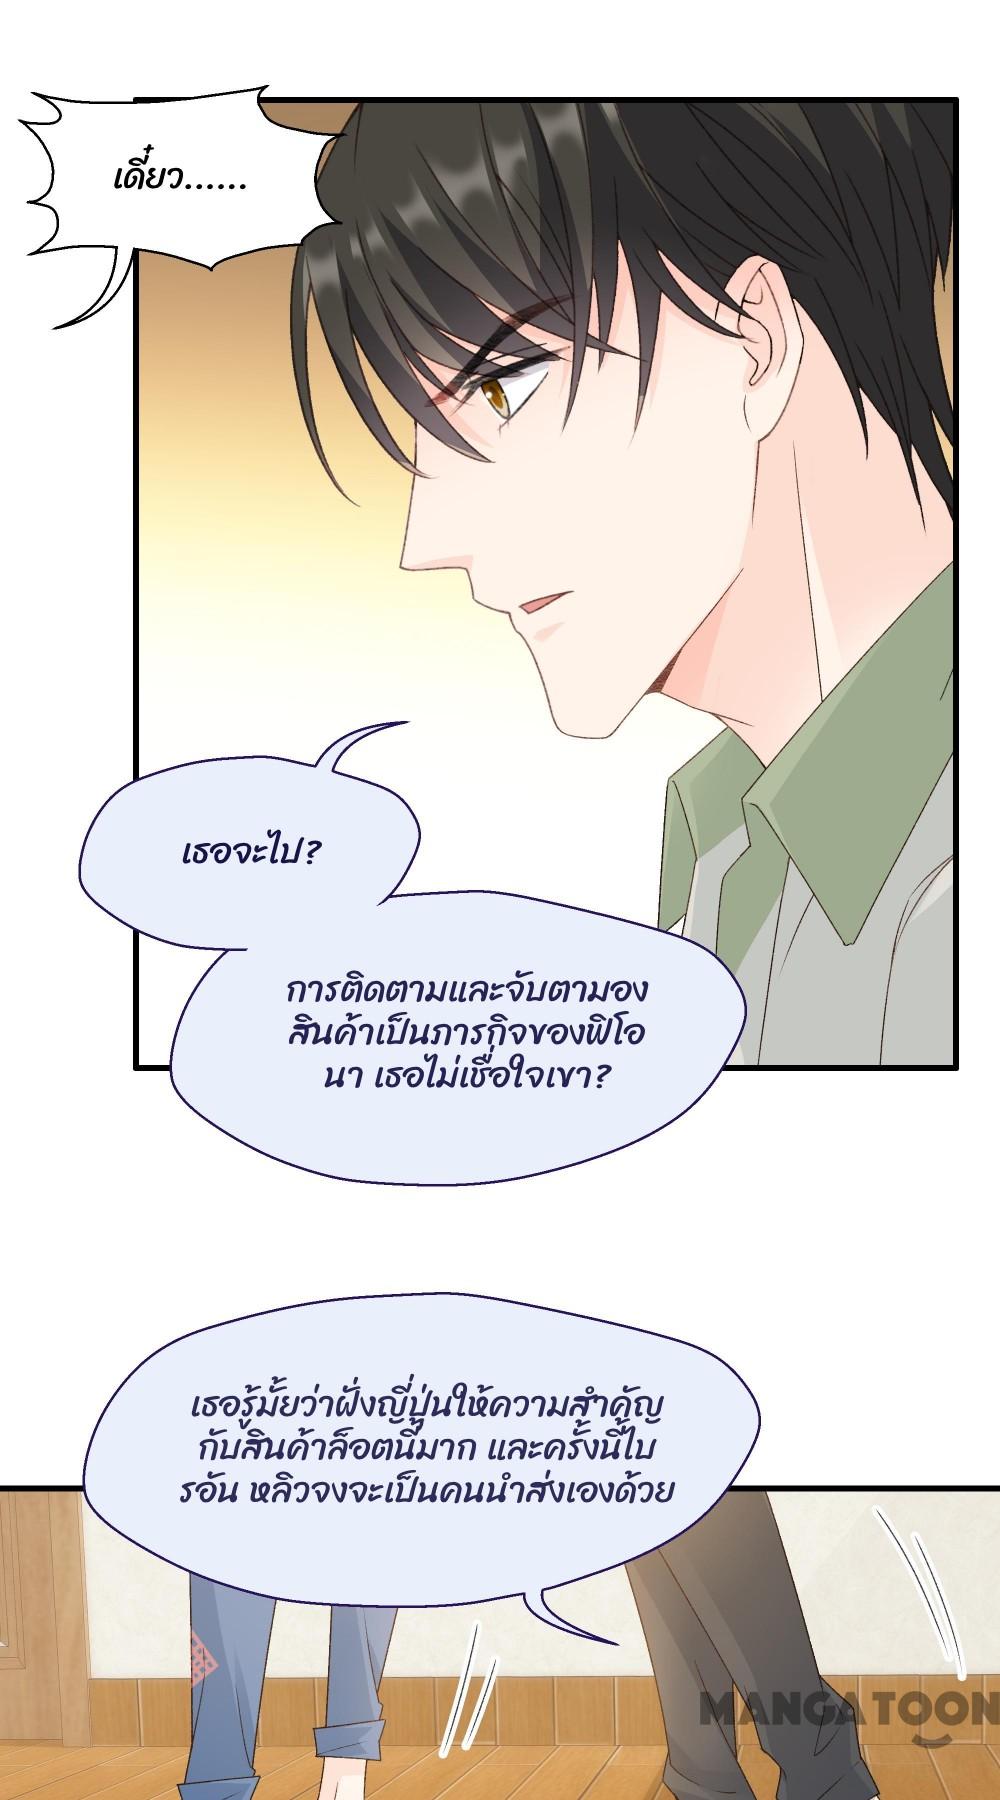 เดี๋ยว......
เธอจะไป?
การติดตามและจับตามอง
สินค้าเป็นภารกิจของฟิโอ
นา เธอไม่เชื่อใจเขา?
เธอรู้มั้ยว่าฝั่งญี่ปุ่นให้ความสำคัญ
กับสินค้าล็อตนี้มาก และครั้งนี้ไบ
รอัน หลิวจงจะเป็นคนนำส่งเองด้วย
MANGATOON